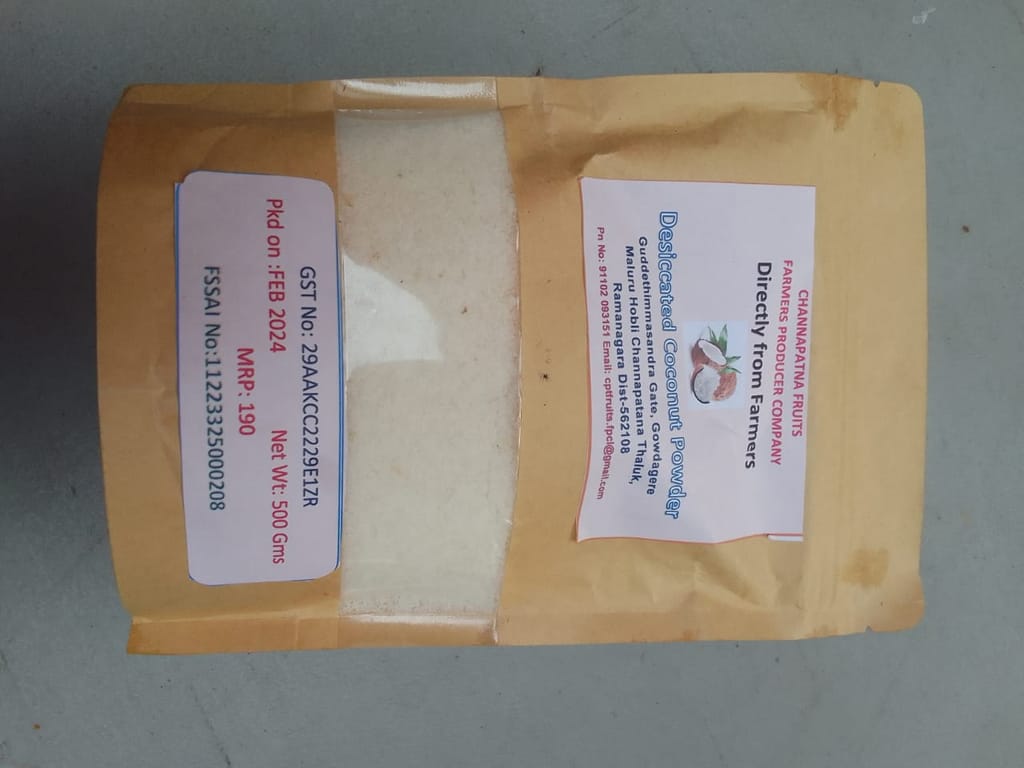 CHANNAPATNA FRUITS
FARMERS PRODUCER COMPANY
Directly from Farmers
Desiccated Coconut Powder
Guddethimmasandra Gate, Gowdagere
Maluru Hobli Channapatana Thaluk,
Ramanagara Dist-562108
Pn No: 91102 093151 Email: cptfruits.fpcl@gmail.com
GST No: 29AAKCC2229E1ZR
Pkd on :FEB 2024 Net Wt: 500 Gms
MRP: 190
FSSAI No:11223325000208